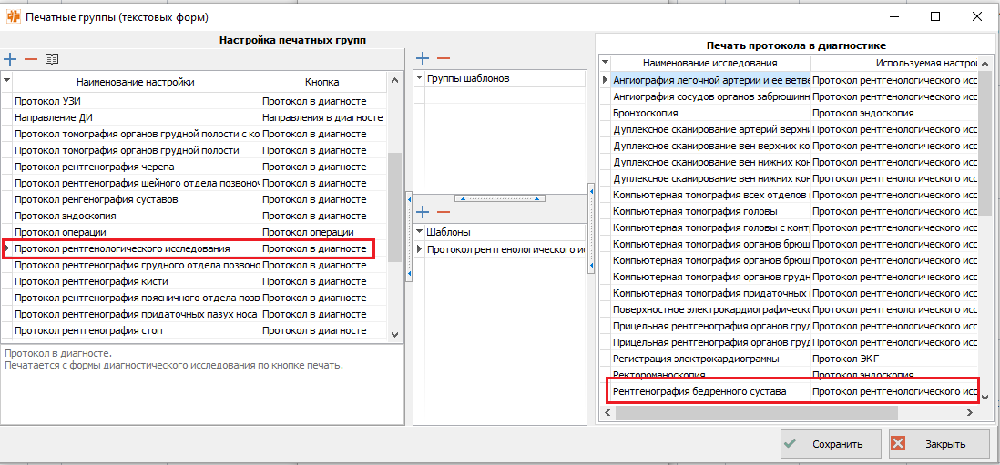 Печатные группы (текстовых форм)
Настройка печатных групп
Наименование настройки Кнопка
Протокол УЗИ Протокол в диагносте
Направление ДИ Направления в диагносте
Протокол томография органов грудной полости с ко Протокол в диагносте
Протокол томография органов грудной полости Протокол в диагносте
Протокол рентгенография черепа Протокол в диагносте
Протокол рентгенография шейного отдела позвоноч Протокол в диагносте
Протокол ренгенография суставов Протокол в диагносте
Протокол эндоскопия Протокол в диагносте
Протокол операции Протокол операции
Протокол рентгенологического исследования Протокол в диагносте
Протокол рентгенография грудного отдела позвоно Протокол в диагносте
Протокол рентгенография кисти Протокол в диагносте
Протокол рентгенография поясничного отдела позв Протокол в диагносте
Протокол рентгенография придаточных пазух носа Протокол в диагносте
Протокол рентгенография стоп Протокол в диагносте
Протокол в диагносте.
Печатается с формы диагностического исследования по кнопке печать.
Группы шаблонов
Шаблоны
Протокол рентгенологического и
Печать протокола в диагностике
Наименование исследования Используемая настро
Ангиография легочной артерии и ее ветве Протокол рентгенологического исс
Ангиография сосудов органов забрюшинн Протокол рентгенологического исс
Бронхоскопия Протокол эндоскопия
Дуплексное сканирование артерий верхни Протокол рентгенологического исс
Дуплексное сканирование вен верхних ко Протокол рентгенологического исс
Дуплексное сканирование вен нижних кон Протокол рентгенологического исс
Дуплексное сканирование вен нижних кон Протокол рентгенологического исс
Компьютерная томография всех отделов Протокол рентгенологического исс
Компьютерная томография головы Протокол рентгенологического исс
Компьютерная томография головы с контр Протокол рентгенологического исс
Компьютерная томография органов брюш Протокол рентгенологического исс
Компьютерная томография органов брюш Протокол рентгенологического исс
Компьютерная томография органов грудн Протокол рентгенологического исс
Компьютерная томография придаточных Протокол рентгенологического исс
Поверхностное электрокардиографическо Протокол рентгенологического исс
Прицельная рентгенография органов груд Протокол рентгенологического исс
Прицельная рентгенография органов груд Протокол рентгенологического исс
Регистрация электрокардиограммы Протокол ЭКГ
Ректороманоскопия Протокол эндоскопия
Рентгенография бедренного сустава Протокол рентгенологического исс
Сохранить Закрыть